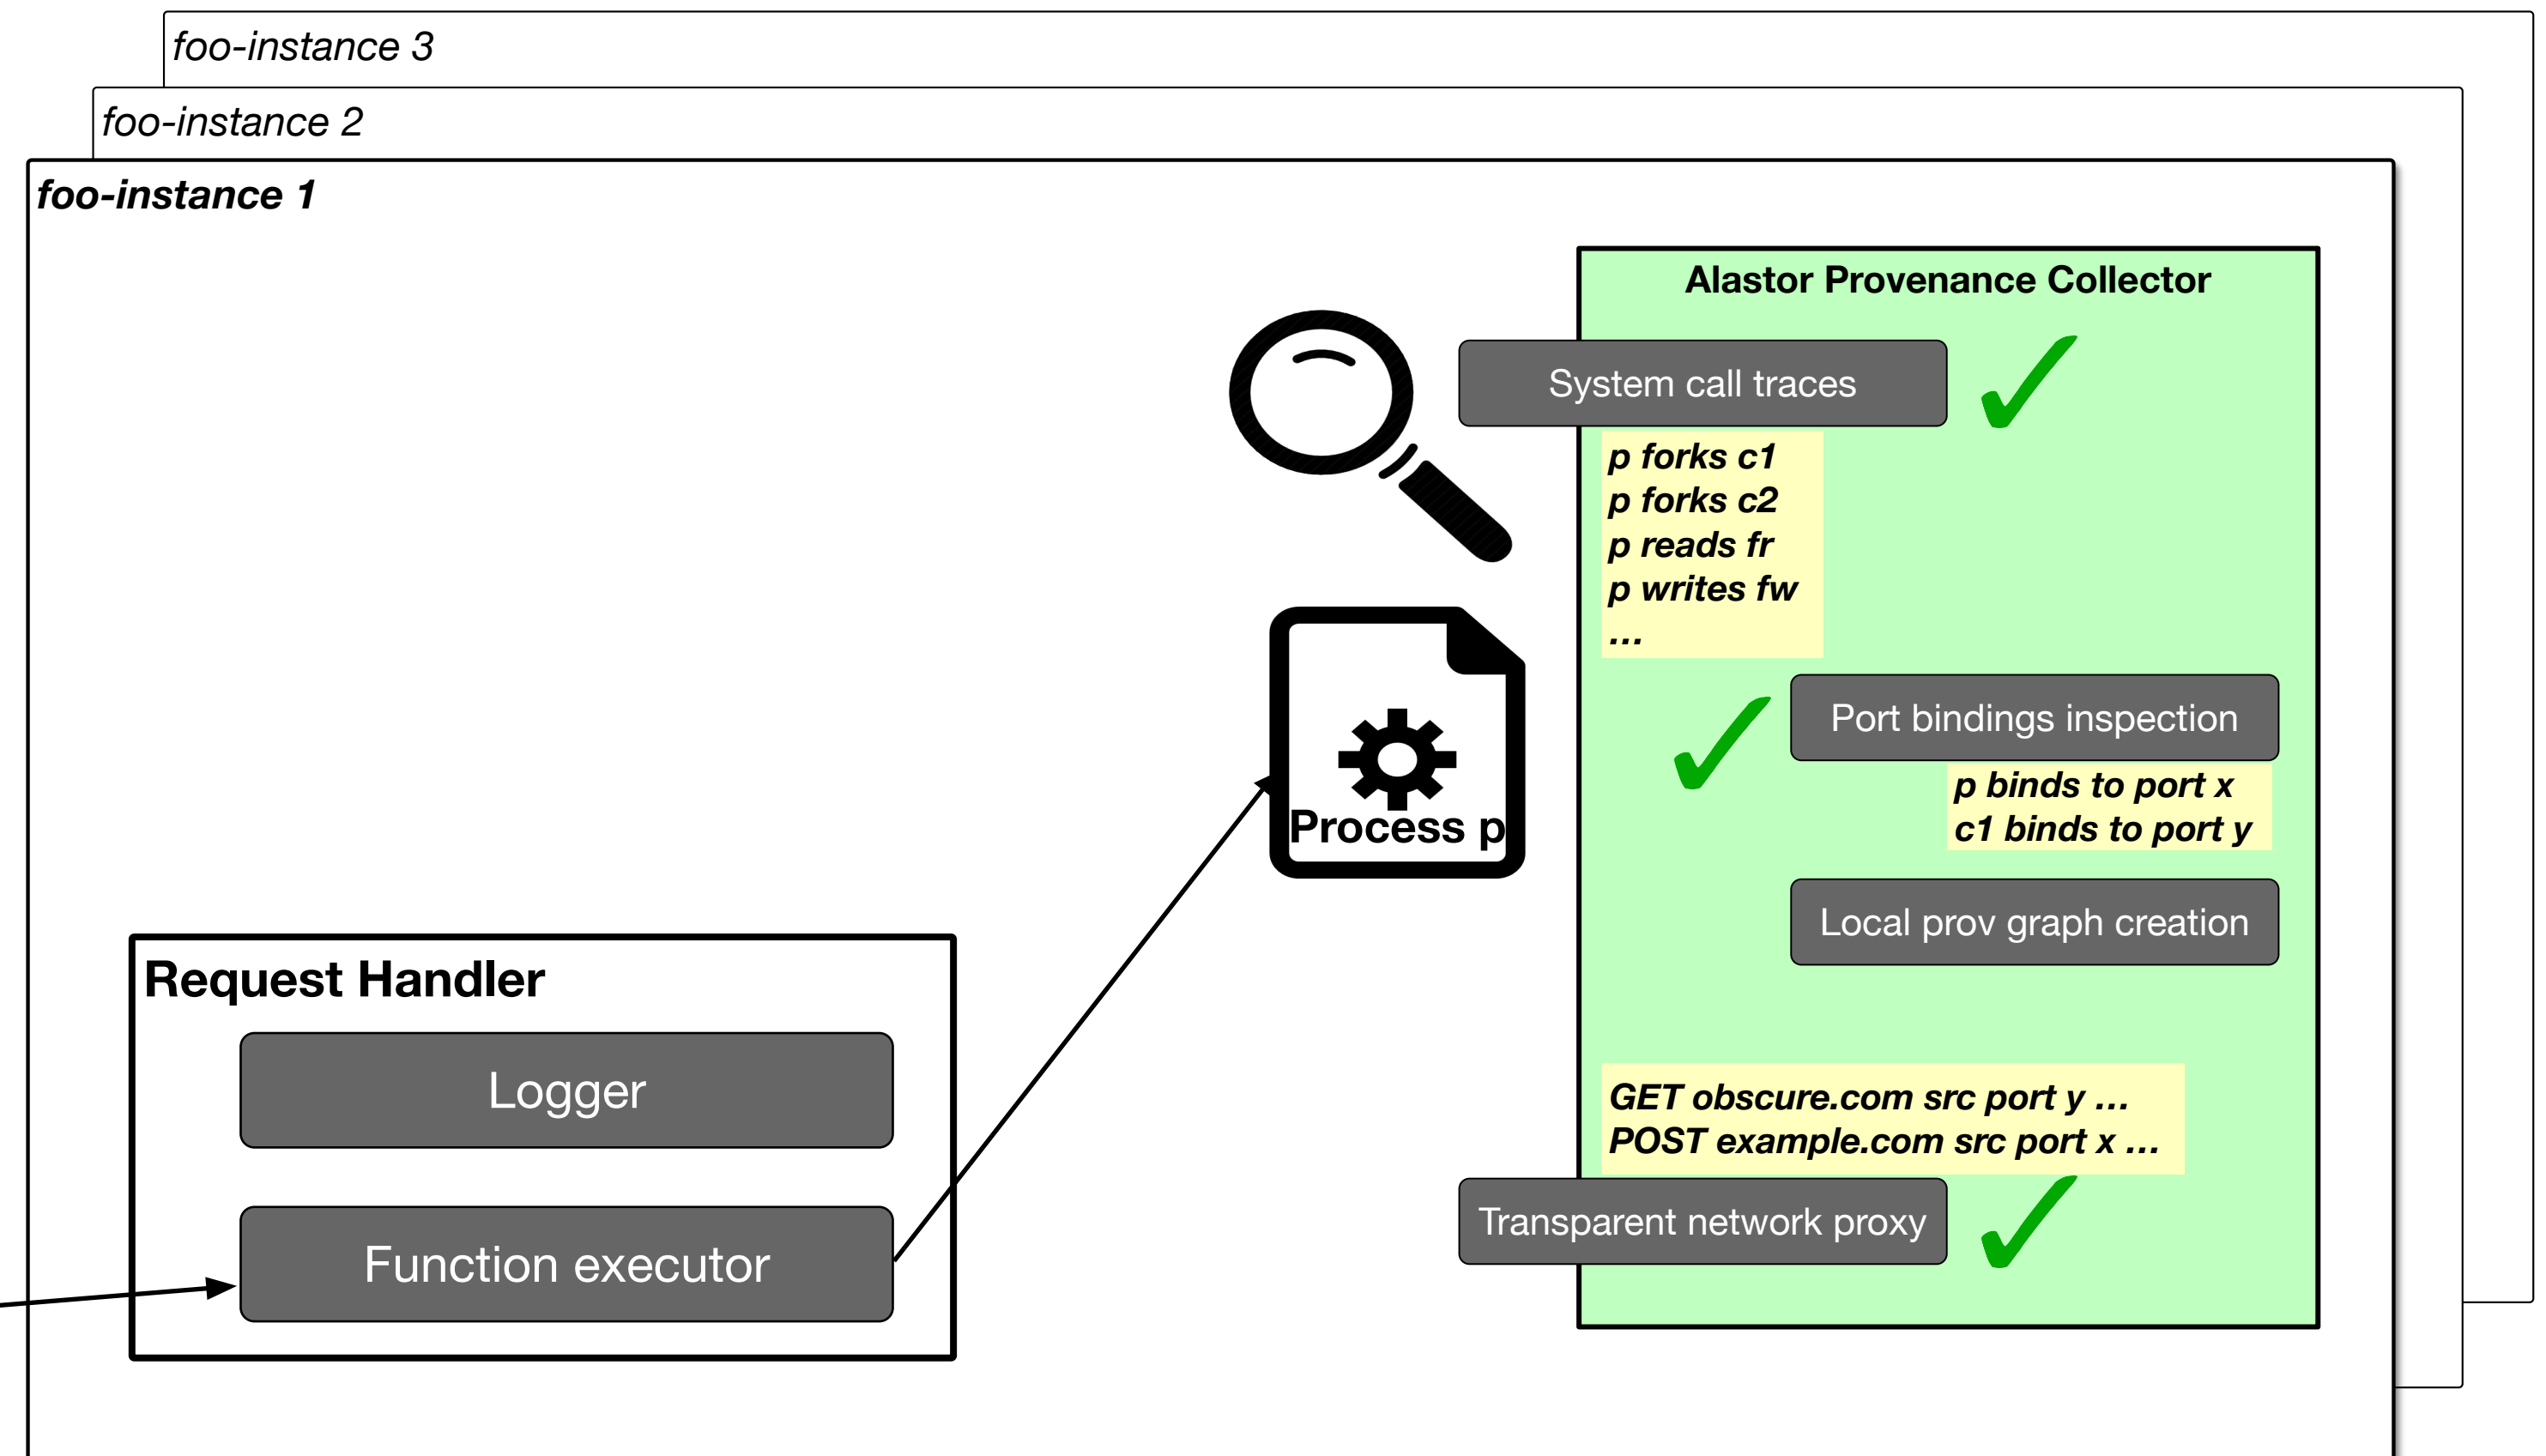 foo-instance 3
foo-instance 2
foo-instance 1
Alastor Provenance Collector
System call traces
p forks c1
p forks c2
p reads fr
p writes fw
...
Port bindings inspection
p binds to port x
c1 binds to port y
Process p
Local prov graph creation
Request Handler
Logger
Function executor
GET obscure.com src port y ...
POST example.com src port x ...
Transparent network proxy